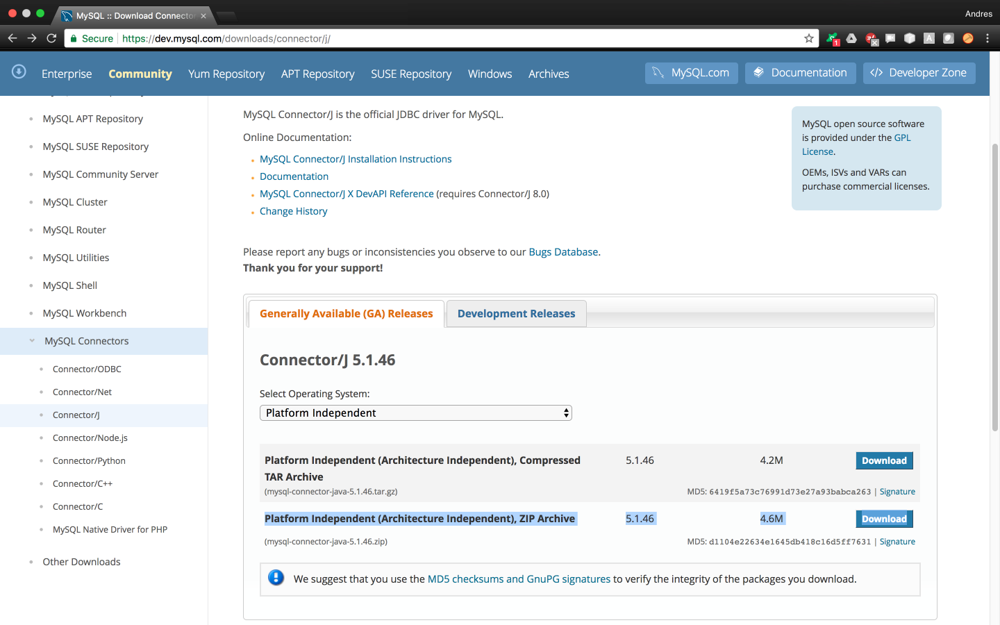 MySQL :: Download Connector
Andres
Secure
https://dev.mysql.com/downloads/connector/j/
1
A
Enterprise
Community
Yum Repository
APT Repository
SUSE Repository
Windows
Archives
MySQL.com
Documentation
Developer Zone
MySQL APT Repository
MySQL SUSE Repository
MySQL Community Server
MySQL Cluster
MySQL Router
MySQL Utilities
MySQL Shell
MySQL Workbench
MySQL Connectors
Connector/ODBC
Connector/Net
Connector/J
Connector/Node.js
Connector/Python
Connector/C++
Connector/C
MySQL Native Driver for PHP
Other Downloads
MySQL Connector/J is the official JDBC driver for MySQL.
Online Documentation:
MySQL Connector/J Installation Instructions
Documentation
MySQL Connector/J X DevAPI Reference (requires Connector/J 8.0)
Change History
Please report any bugs or inconsistencies you observe to our Bugs Database.
Thank you for your support!
MySQL open source software
is provided under the GPL
License.
OEMs, ISVs and VARs can
purchase commercial licenses.
Generally Available (GA) Releases
Development Releases
Connector/J 5.1.46
Select Operating System:
Platform Independent
Platform Independent (Architecture Independent), Compressed
TAR Archive
5.1.46
4.2M
Download
(mysql-connector-java-5.1.46.tar.gz)
MD5: 6419f5a73c76991d73e27a93babca263 | Signature
Platform Independent (Architecture Independent), ZIP Archive
5.1.46
4.6M
Download
(mysql-connector-java-5.1.46.zip)
MD5: d1104e22634e1645db418c16d5ff7631 | Signature
We suggest that you use the MD5 checksums and GnuPG signatures to verify the integrity of the packages you download.